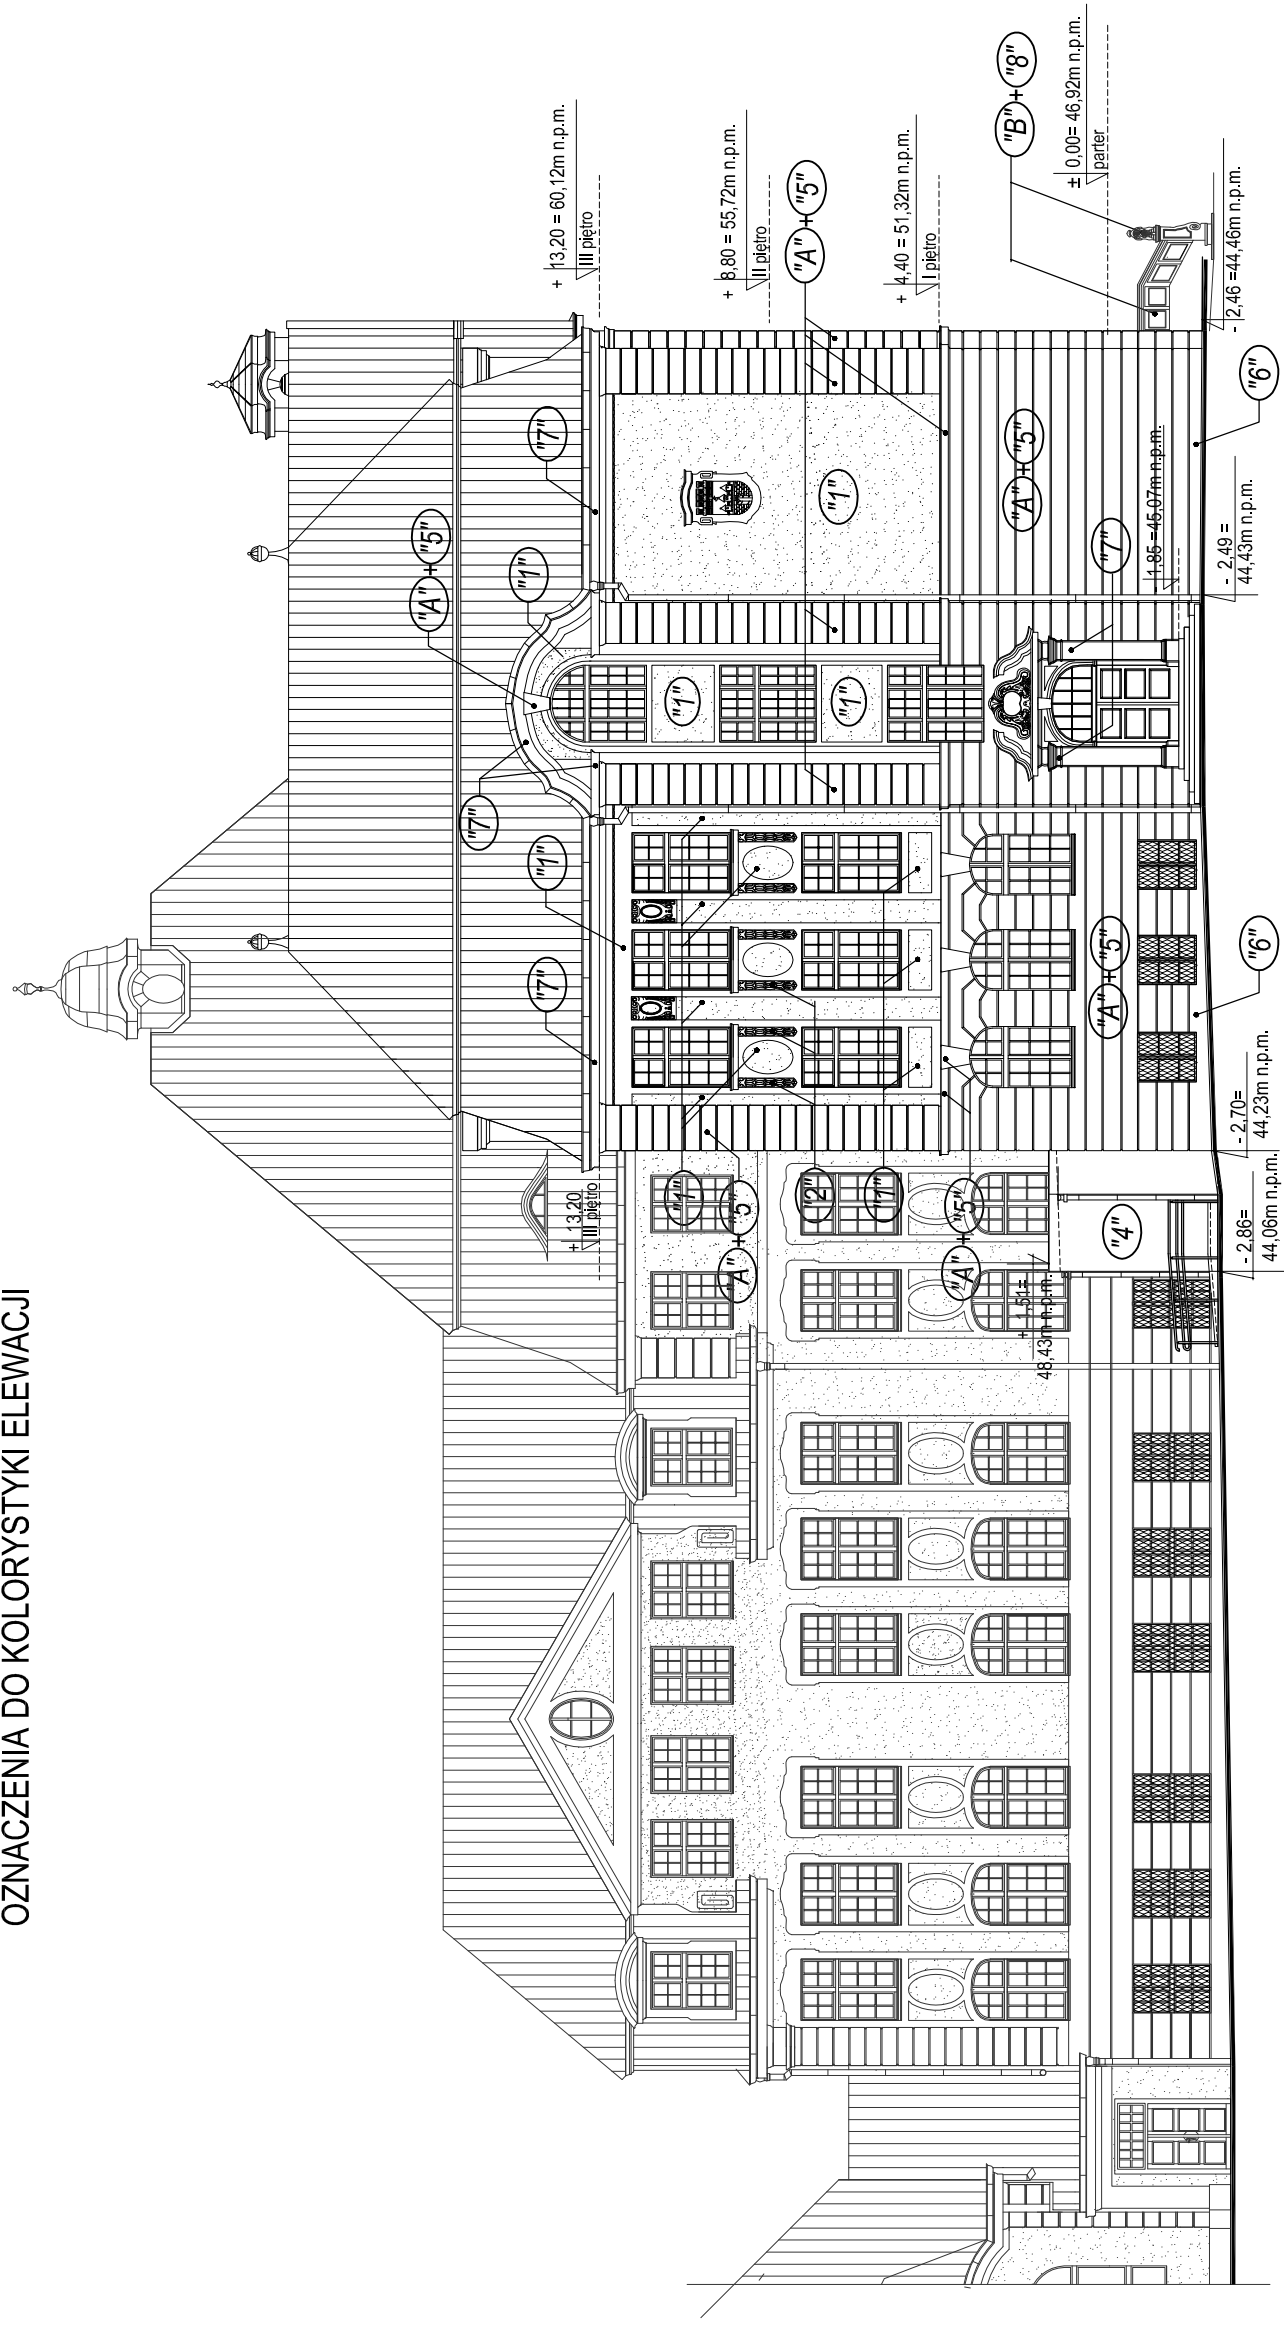 OZNACZENIA DO KOLORYSTYKI ELEWACJI
"A"+"5"
"7"
"1"
"7"
"1"
"7"
+ 13,20 = 60,12m n.p.m.
III piętro
+ 13,20
III piętro
+ 8,80 = 55,72m n.p.m.
II piętro
"1"
"1"
"1"
"A"+"5"
"1"
"A"+"5"
"2"
"1"
"A"+"5"
+ 4,40 = 51,32m n.p.m.
I piętro
"B"+"8"
+ 1,51=
48,43m n.p.m.
"A"+"5"
± 0,00= 46,92m n.p.m.
parter
"4"
"A"+"5"
"7"
- 1,85 =45,07m n.p.m.
- 2,46 =44,46m n.p.m.
- 2,49 =
44,43m n.p.m.
- 2,70=
44,23m n.p.m.
- 2,86=
44,06m n.p.m.
"6"
"6"